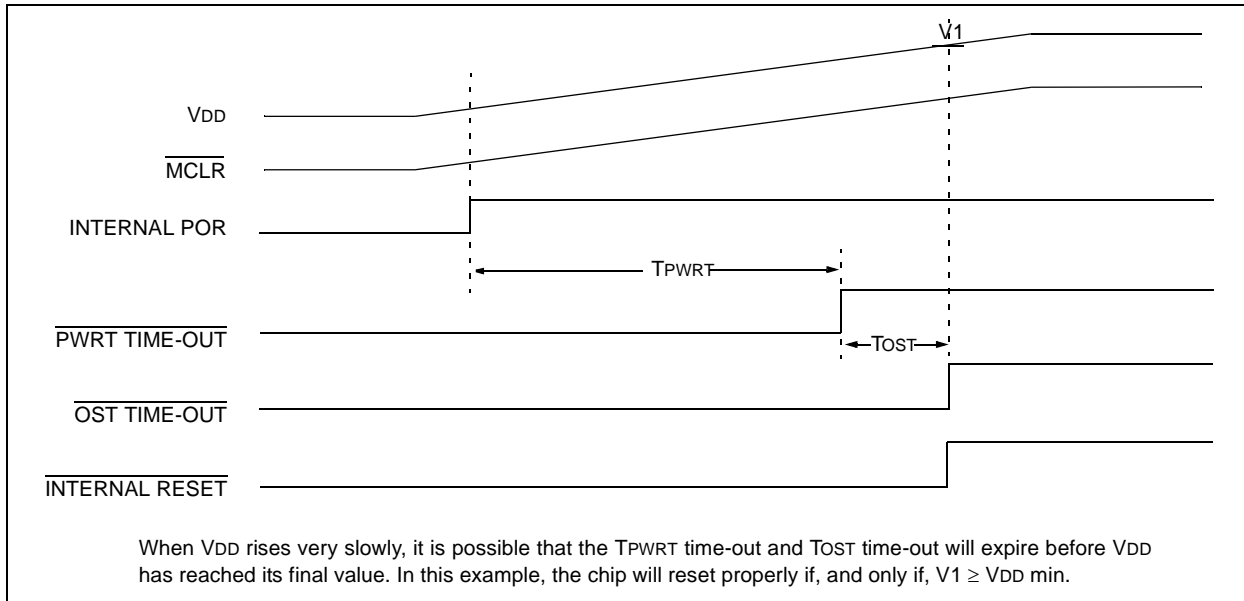 V1
VDD
MCLR
INTERNAL POR
TPWRT
PWRT TIME-OUT
TOST
OST TIME-OUT
INTERNAL RESET
When VDD rises very slowly, it is possible that the TPWRT time-out and TOST time-out will expire before VDD
has reached its final value. In this example, the chip will reset properly if, and only if, V1 ≥ VDD min.